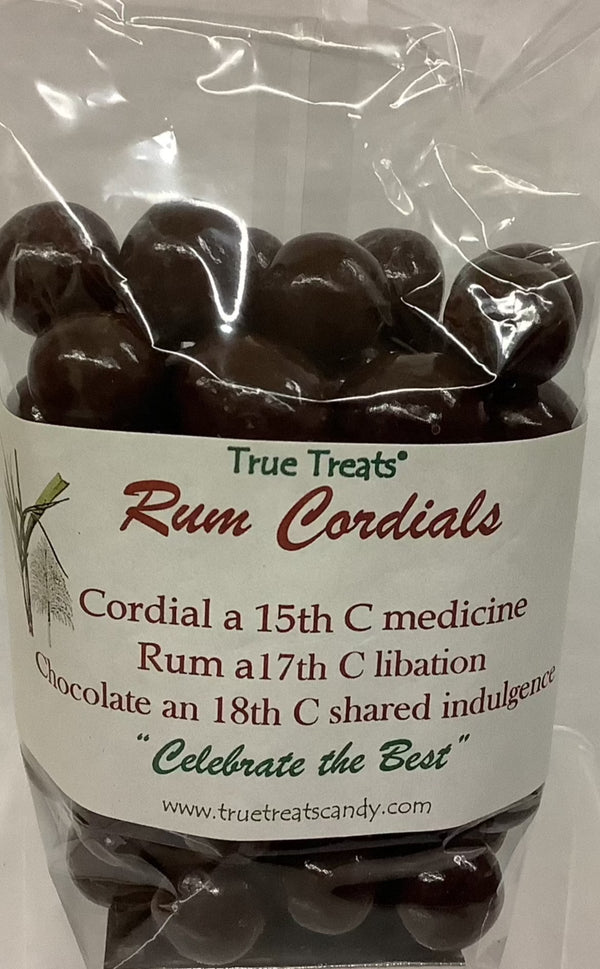 True Treats®
Rum Cordials
Cordial a 15th C medicine
Rum a17th C libation
Chocolate an 18th C shared indulgence
"Celebrate the Best"
www.truetreatscandy.com